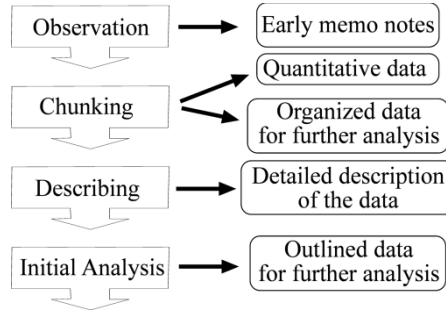 Observation
Early memo notes
Quantitative data
Chunking
Organized data
for further analysis
Describing
Detailed description
of the data
Initial Analysis
Outlined data
for further analysis